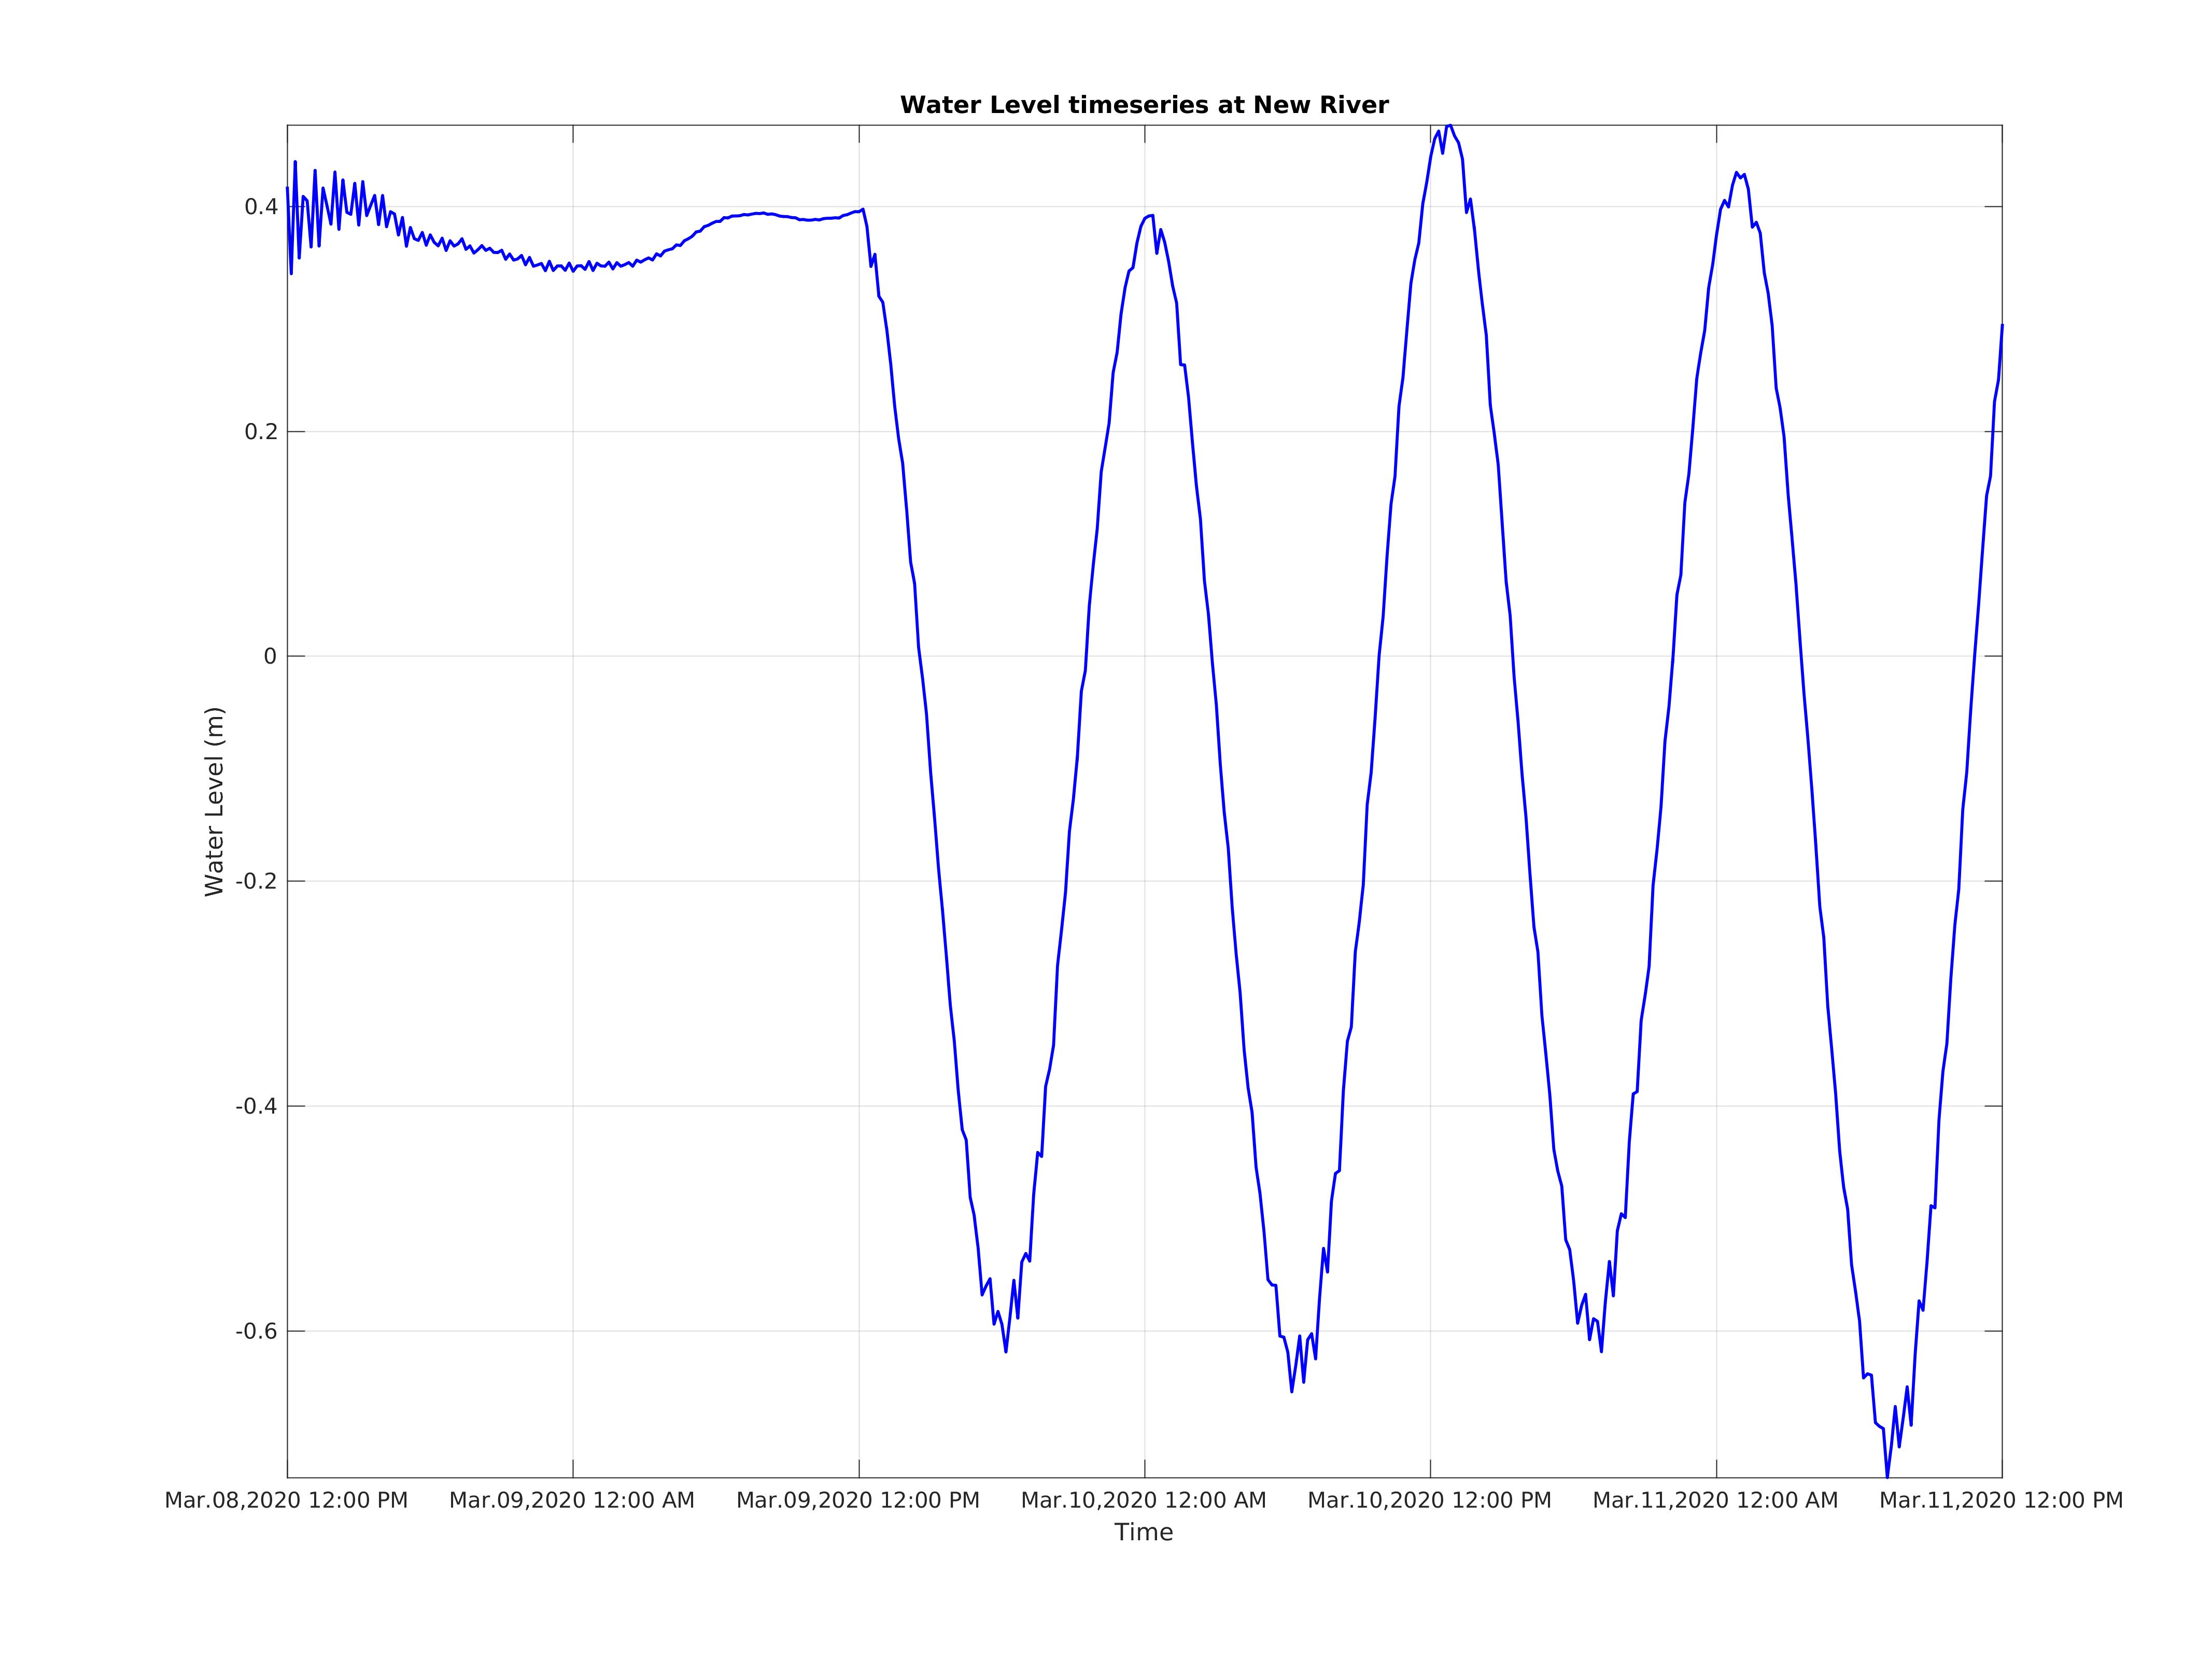 Water Level timeseries at New River
0.4
0.2
0
-0.2
-0.4
-0.6
Water Level (m)
Mar.08,2020 12:00 PM Mar.09,2020 12:00 AM Mar.09,2020 12:00 PM Mar.10,2020 12:00 AM Mar.10,2020 12:00 PM Mar.11,2020 12:00 AM Mar.11,2020 12:00 PM
Time